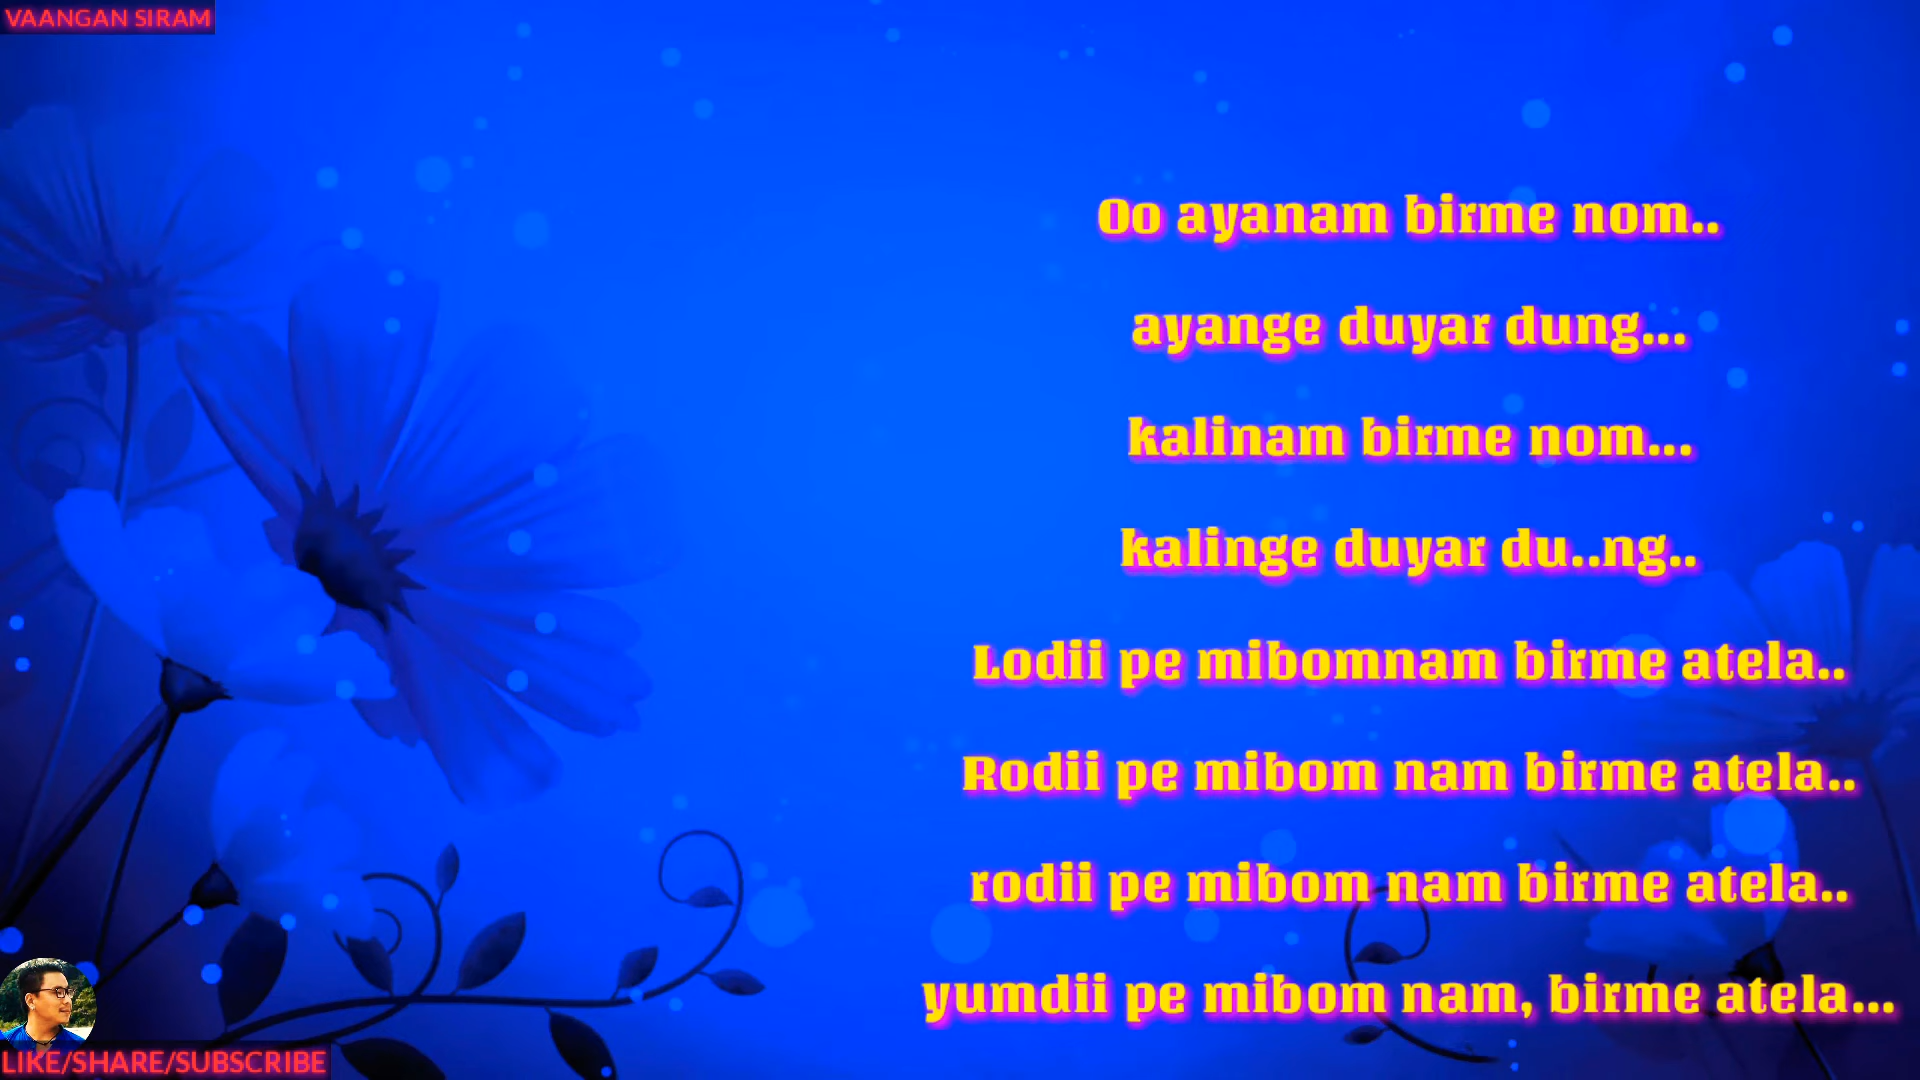 VAANGAN SIRAM
Oo ayanam birme nom..
ayange duyar dung...
kalinam birme nom...
kalinge duyar du..ng..
Lodii pe mibomnam birme atela..
Rodii pe mibom nam birme atela..
rodii pe mibom nam birme atela..
yumdii pe mibom nam, birme atela...
LIKE/SHARE/SUBSCRIBE